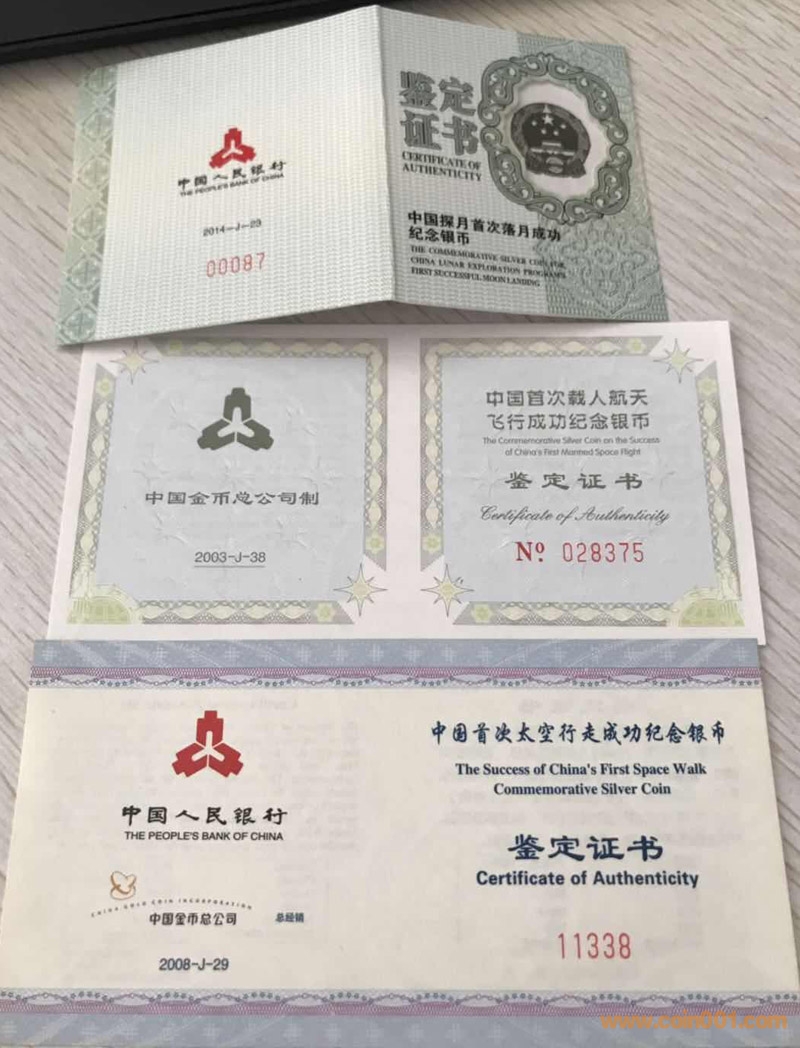 中国人民银行
THE PEOPLE'S BANK OF CHINA
2014-J-29
00087
鉴定
证书
CERTIFICATE OF
AUTHENTICITY
中国探月首次落月成功
纪念银币
THE COMMEMORATIVE SILVER COIN FOR
CHINA LUNAR EXPLORATION PROGRAM'S
FIRST SUCCESSFUL MOON LANDING
中国金币总公司制
2003-J-38
中国首次载人航天
飞行成功纪念银币
The Commemorative Silver Coin on the Success
of China's First Manned Space Flight
鉴定证书
Certificate of Authenticity
Nº 028375
中国人民银行
THE PEOPLE'S BANK OF CHINA
CHINA GOLD COIN INCORPORATION
中国金币总公司 总经销
2008-J-29
中国首次太空行走成功纪念银币
The Success of China's First Space Walk
Commemorative Silver Coin
鉴定证书
Certificate of Authenticity
11338
www.coin001.com